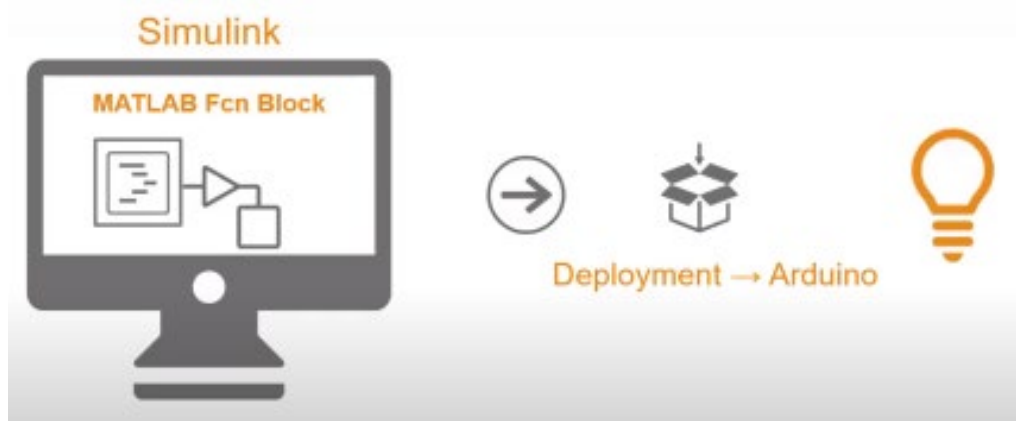 Simulink
MATLAB Fcn Block
Deployment → Arduino